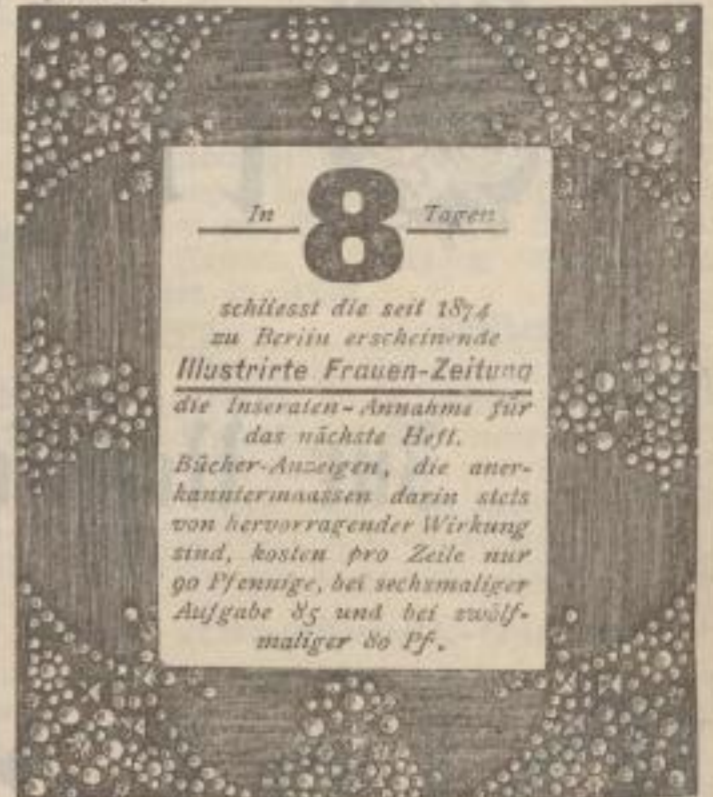 In 8 Tagen
schliesst die seit 1874
zu Berlin erscheinende
Illustrirte Frauen-Zeitung
die Inseraten-Annahme für
das nächste Heft.
Bücher-Anzeigen, die aner-
kanntermaassen darin stets
von hervorragender Wirkung
sind, kosten pro Zeile nur
90 Pfennige, bei sechsmaliger
Aufgabe 85 und bei zwölf-
maliger 80 Pf.